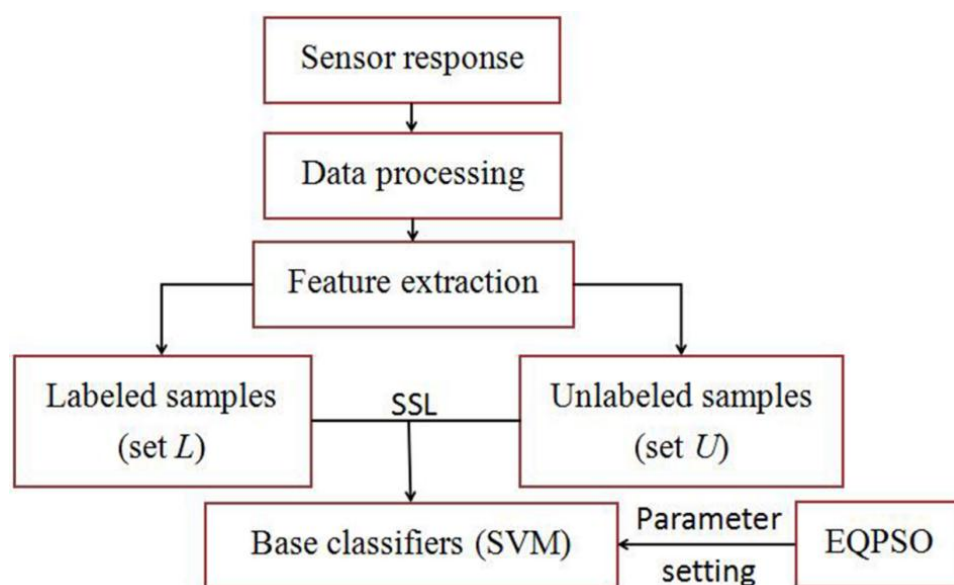 Sensor response
Data processing
Feature extraction
Labeled samples
(set L)
SSL
Unlabeled samples
(set U)
Base classifiers (SVM)
Parameter
setting
EQPSO